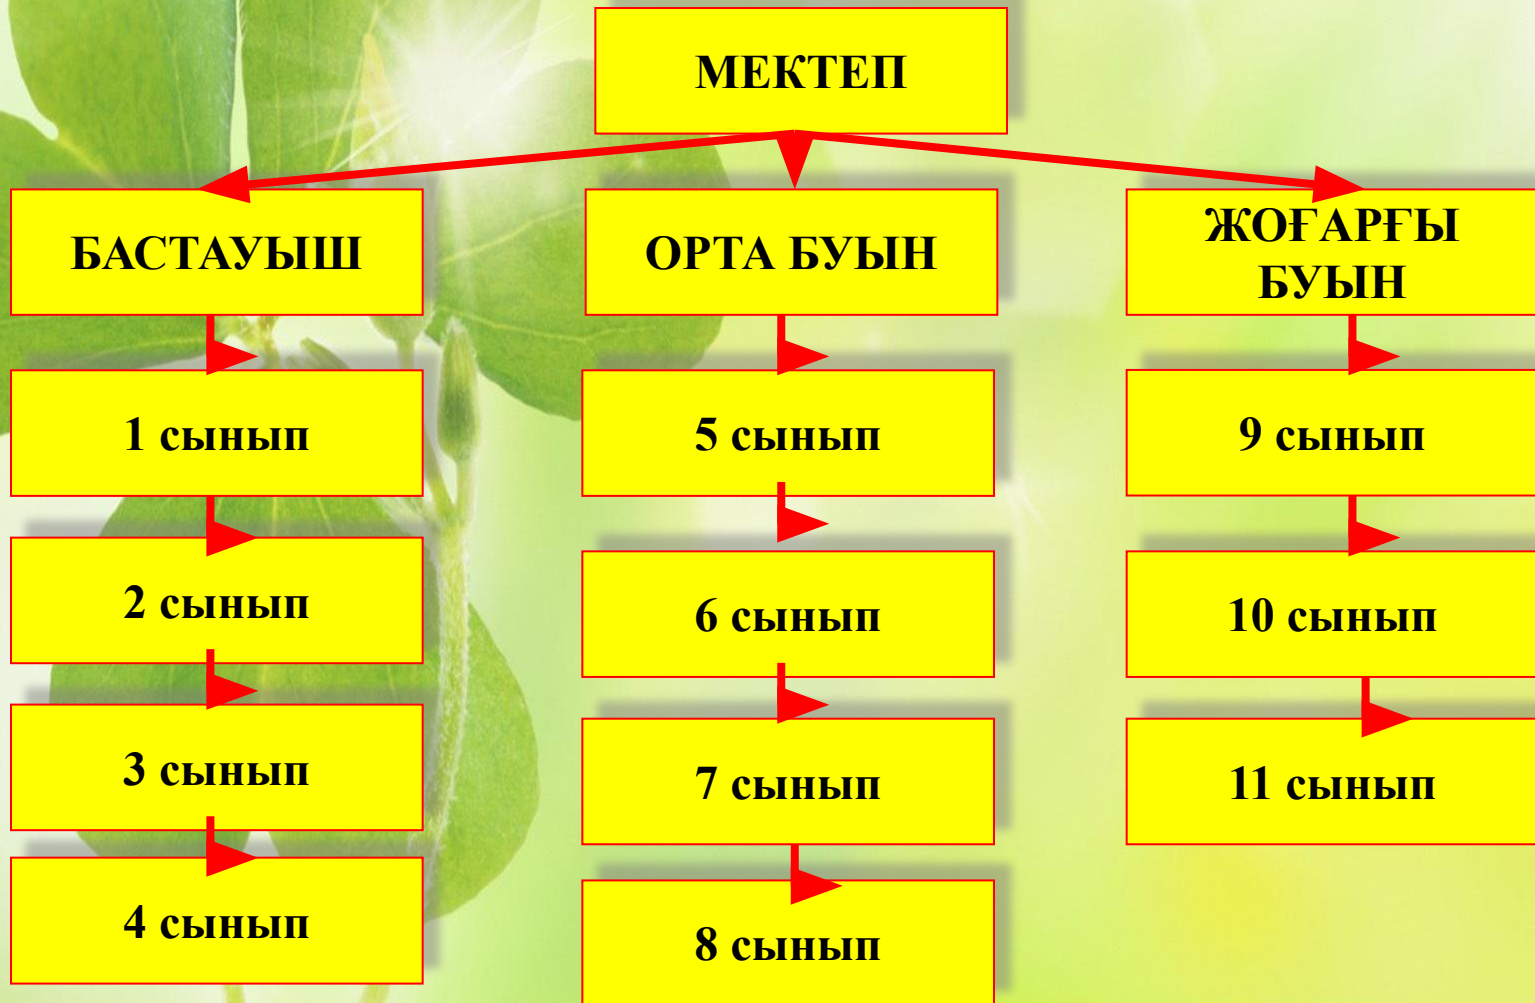 МЕКТЕП
БАСТАУЫШ
ОРТА БУЫН
ЖОҒАРҒЫ
БУЫН
1 сынып
5 сынып
9 сынып
2 сынып
6 сынып
10 сынып
3 сынып
7 сынып
11 сынып
4 сынып
8 сынып